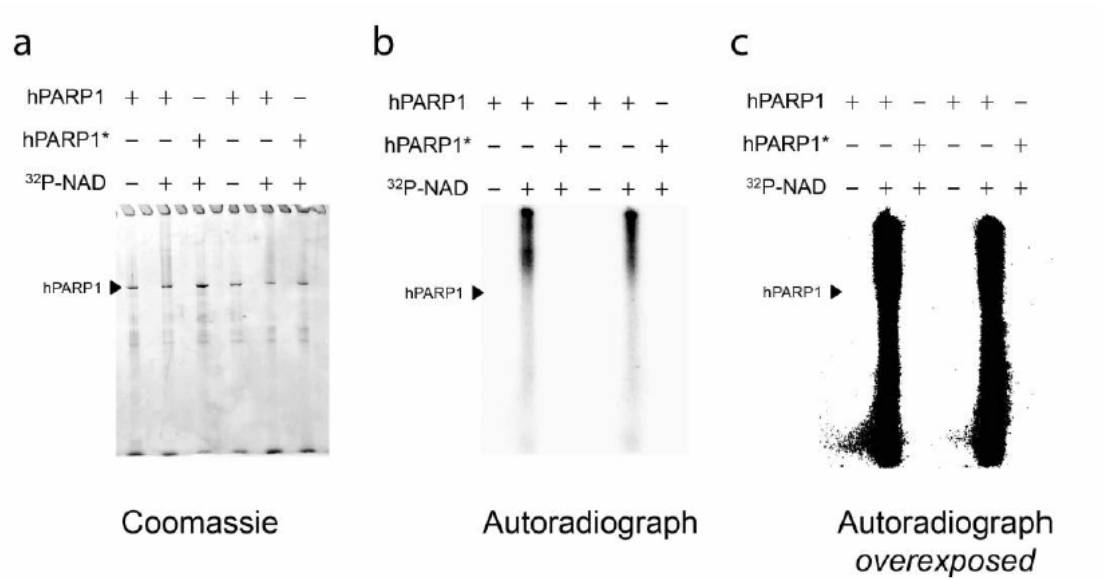 a
hPARP1 + + – + + –
hPARP1* – – + – – +
³²P-NAD – + + – + +
hPARP1
Coomassie
b
hPARP1 + + – + + –
hPARP1* – – + – – +
³²P-NAD – + + – + +
hPARP1
Autoradiograph
c
hPARP1 + + – + + –
hPARP1* – – + – – +
³²P-NAD – + + – + +
hPARP1
Autoradiograph
overexposed